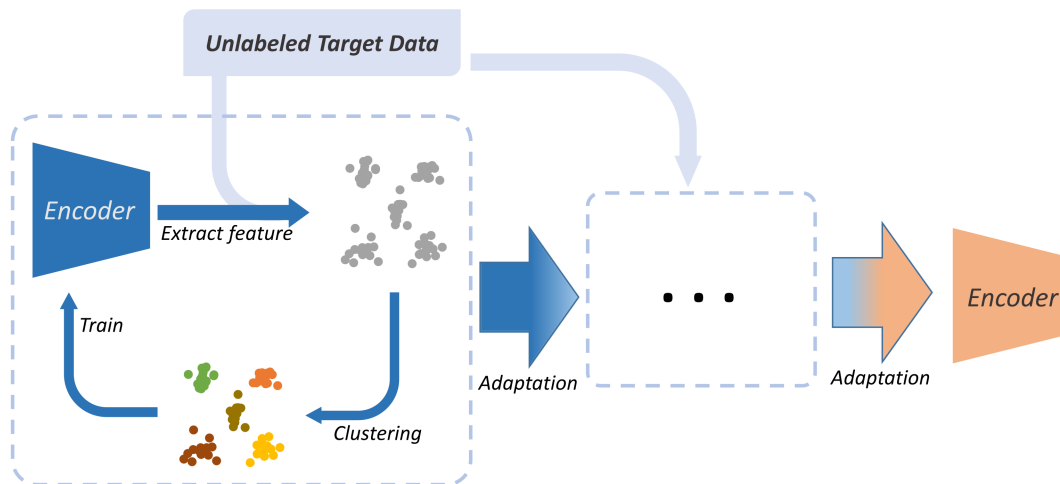 Unlabeled Target Data
Encoder
Extract feature
Train
Clustering
Adaptation
...
Adaptation
Encoder